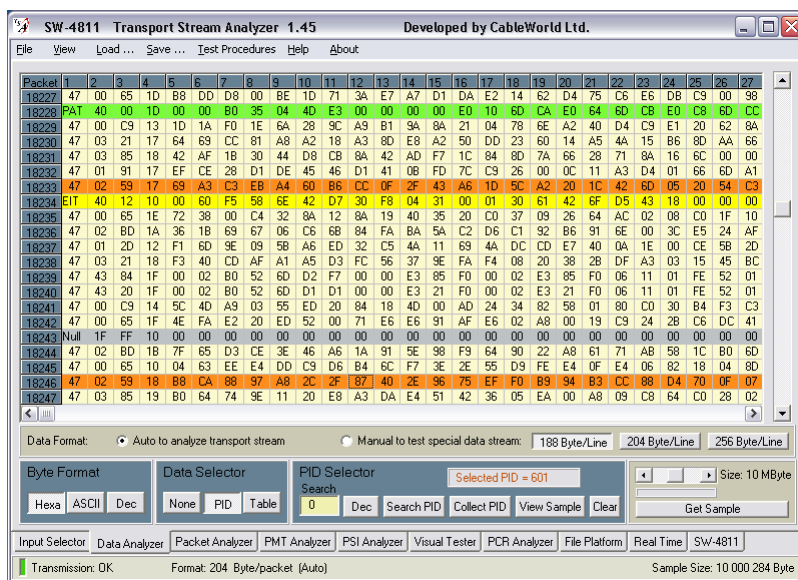 SW-4811 Transport Stream Analyzer 1.45 Developed by CableWorld Ltd.
File View Load ... Save ... Test Procedures Help About
Packet 1 2 3 4 5 6 7 8 9 10 11 12 13 14 15 16 17 18 19 20 21 22 23 24 25 26 27
18227 47 00 65 1D B8 DD D8 00 BE 1D 71 3A E7 A7 D1 DA E2 14 62 D4 75 C6 E6 DB C9 00 98
18228 PAT 40 00 1D 00 00 B0 35 04 4D E3 00 00 00 00 E0 10 6D CA E0 64 6D CB E0 C8 6D CC
18229 47 00 C9 13 1D 1A F0 1E 6A 28 9C A9 B1 9A 8A 21 04 78 6E A2 40 D4 C9 E1 20 62 8A
18230 47 03 21 17 64 69 CC 81 A8 A2 18 A3 8D E8 A2 50 DD 23 60 14 A5 4A 15 B6 8D AA 66
18231 47 03 85 18 42 AF 1B 30 44 D8 CB 8A 42 AD F7 1C 84 8D 7A 66 28 71 8A 16 6C 00 00
18232 47 01 91 17 EF CE 28 D1 DE 45 46 D1 41 0B FD 7C C9 26 00 0C 11 A3 D4 01 66 6D A1
18233 47 02 59 17 69 A3 C3 EB A4 60 B6 CC 0F 2F 43 A6 1D 5C A2 20 1C 42 6D 05 20 54 C3
18234 EIT 40 12 10 00 60 F5 58 6E 42 D7 30 F8 04 31 00 01 30 61 42 6F D5 43 18 00 00 00
18235 47 00 65 1E 72 38 00 C4 32 8A 12 8A 19 40 35 20 C0 37 09 26 64 AC 02 08 C0 1F 10
18236 47 02 BD 1A 36 1B 69 67 06 C6 6B 84 FA BA 5A C2 D6 C1 92 B6 91 6E 00 3C E5 24 AF
18237 47 01 2D 12 F1 6D 9E 09 5B A6 ED 32 C5 4A 11 69 4A DC CD E7 40 0A 1E 00 CE 5B 2D
18238 47 03 21 18 F3 40 CD AF A1 A5 D3 FC 56 37 9E FA F4 08 20 38 2B DF A3 03 15 45 BC
18239 47 43 84 1F 00 02 B0 52 6D D2 F7 00 00 E3 85 F0 00 02 E3 85 F0 06 11 01 FE 52 01
18240 47 43 20 1F 00 02 B0 52 6D D1 D1 00 00 E3 21 F0 00 02 E3 21 F0 06 11 01 FE 52 01
18241 47 00 C9 14 5C 4D A9 03 55 ED 20 84 18 4D 00 AD 24 34 82 58 01 80 C0 30 B4 F3 C3
18242 47 00 65 1F 4E FA E2 20 ED 52 00 71 E6 E6 91 AF E6 02 A8 00 19 C9 24 2B C6 DC 41
18243 Null 1F FF 10 00 00 00 00 00 00 00 00 00 00 00 00 00 00 00 00 00 00 00 00 00 00 00
18244 47 02 BD 1B 7F 65 D3 CE 3E 46 A6 1A 91 5E 98 F9 64 90 22 A8 61 71 AB 58 1C B0 6D
18245 47 00 65 10 04 63 EE E4 DD C9 D6 B4 6C F7 3E 2E 55 D9 FE E4 0F E4 06 82 18 04 8D
18246 47 02 59 18 B8 CA 88 97 A8 2C 2F 87 40 2E 96 75 EF F0 B9 94 B3 CC 88 D4 70 0F 07
18247 47 03 85 19 B0 64 74 9E 11 20 E8 A3 DA E4 51 42 36 05 EA 00 A8 09 C8 64 C0 28 02
Data Format: Auto to analyze transport stream Manual to test special data stream: 188 Byte/Line 204 Byte/Line 256 Byte/Line
Byte Format Data Selector PID Selector Selected PID = 601 Size: 10 MByte
Search
Hexa ASCII Dec None PID Table 0 Dec Search PID Collect PID View Sample Clear Get Sample
Input Selector Data Analyzer Packet Analyzer PMT Analyzer PSI Analyzer Visual Tester PCR Analyzer File Platform Real Time SW-4811
Transmission: OK Format: 204 Byte/packet (Auto) Sample Size: 10 000 284 Byte